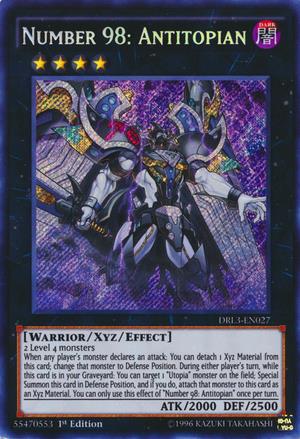 NUMBER 98: ANTITOPIAN
DARK
闇
DRL3-EN027
[WARRIOR/XYZ/EFFECT]
2 Level 4 monsters
When any player's monster declares an attack: You can detach 1 Xyz Material from
this card; change that monster to Defense Position. During either player's turn, while
this card is in your Graveyard: You can target 1 "Utopia" monster on the field; Special
Summon this card in Defense Position, and if you do, attach that monster to this card as
an Xyz Material. You can only use this effect of "Number 98: Antitopian" once per turn.
ATK/2000 DEF/2500
55470553 1st Edition ©1996 KAZUKI TAKAHASHI